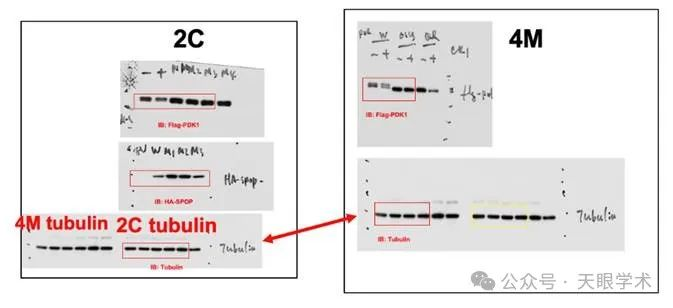 2C
IB: Flag-PDK1
HA-SPOP
IB: HA-SPOP
4M tubulin 2C tubulin
Tubulin
IB: Tubulin
4M
IB: Flag-PDK1
Tubulin
IB: Tubulin
公众号 · 天眼学术